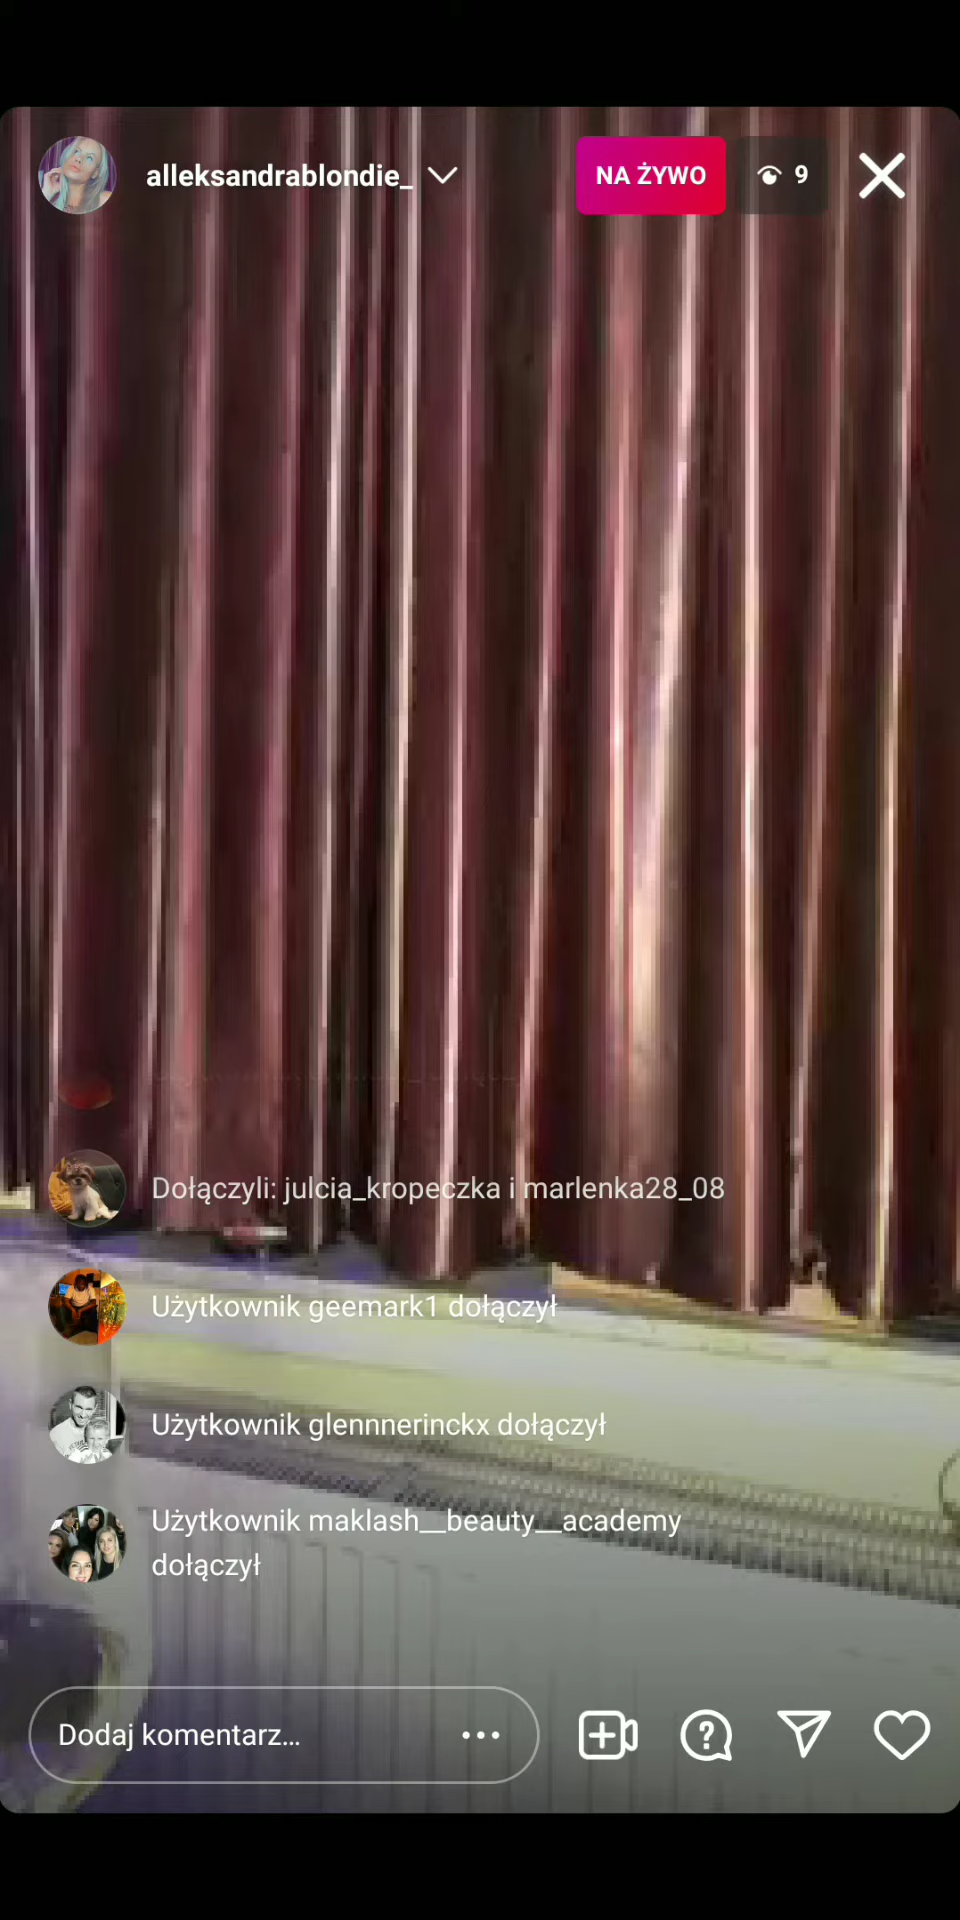 alleksandrablondie_
NA ŻYWO
9
Dołączyli: julcia_kropeczka i marlenka28_08
Użytkownik geemark1 dołączył
Użytkownik glennnerinckx dołączył
Użytkownik maklash__beauty__academy
dołączył
Dodaj komentarz...